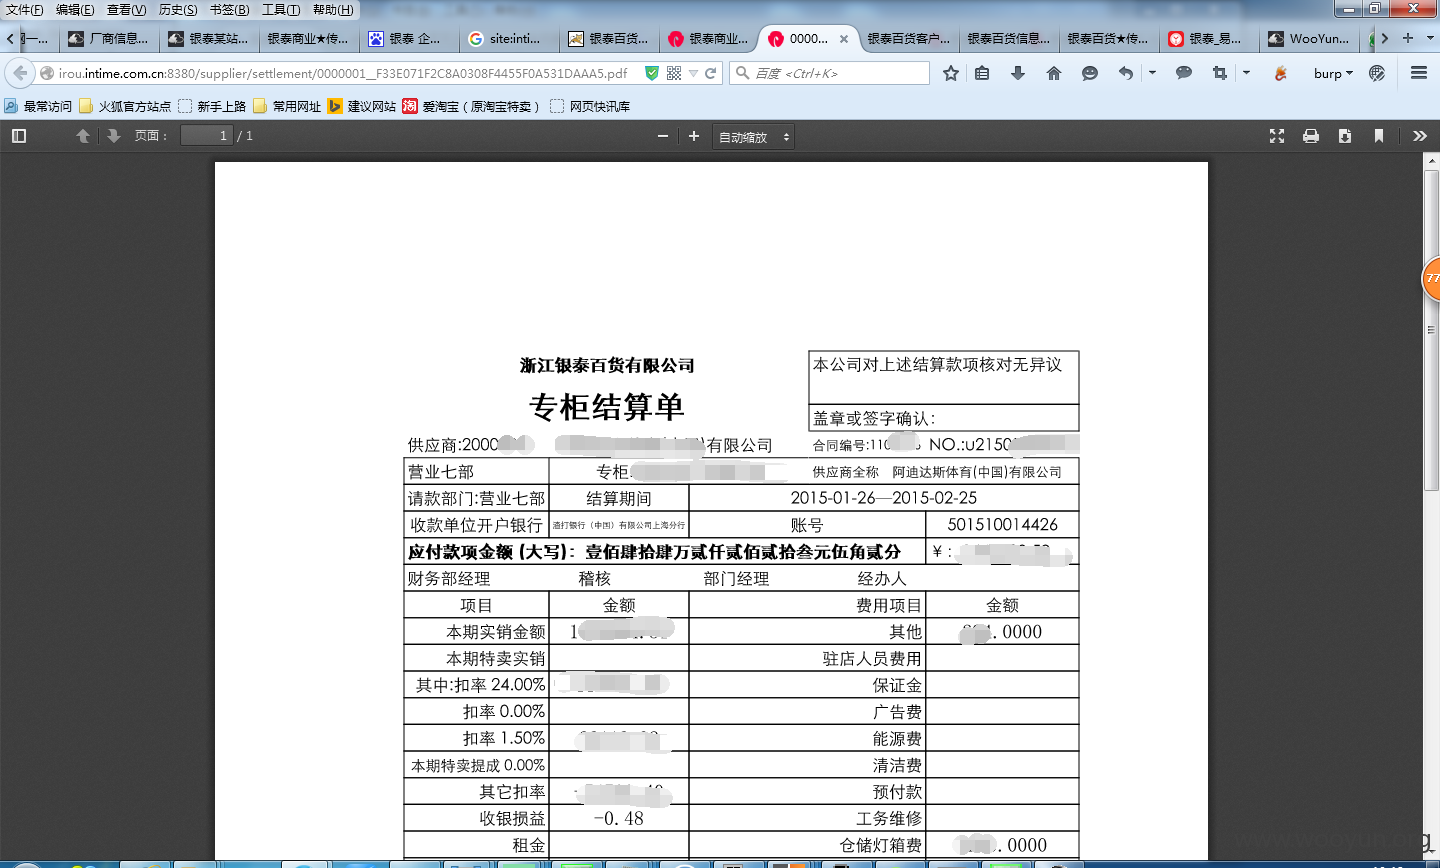 文件(F) 编辑(E) 查看(V) 历史(S) 书签(B) 工具(T) 帮助(H)
网一... 厂商信息... 银泰某站... 银泰商业★传... 银泰 企... site:inti... 银泰百货... 银泰商业... 0000... 银泰百货客户... 银泰百货信息... 银泰百货★传... 银泰_易... WooYun...
irou.intime.com.cn:8380/supplier/settlement/0000001__F33E071F2C8A0308F4455F0A531DAAA5.pdf 百度 <Ctrl+K> burp
最常访问 火狐官方站点 新手上路 常用网址 建议网站 爱淘宝（原淘宝特卖） 网页快讯库
页面： 1 / 1 自动缩放
77
浙江银泰百货有限公司
本公司对上述结算款项核对无异议
专柜结算单
盖章或签字确认：
供应商:2000 有限公司 合同编号:110 NO.:u2150
营业七部 专柜: 供应商全称 阿迪达斯体育(中国)有限公司
请款部门:营业七部 结算期间 2015-01-26—2015-02-25
收款单位开户银行 渣打银行（中国）有限公司上海分行 账号 501510014426
应付款项金额 (大写)： 壹佰肆拾肆万贰仟贰佰贰拾叁元伍角贰分 ￥:
财务部经理 稽核 部门经理 经办人
项目 金额 费用项目 金额
本期实销金额 1 其他 .0000
本期特卖实销 驻店人员费用
其中:扣率 24.00% 保证金
扣率 0.00% 广告费
扣率 1.50% 能源费
本期特卖提成 0.00% 清洁费
其它扣率 预付款
收银损益 -0.48 工务维修
租金 仓储灯箱费 .0000
www.wooyun.org